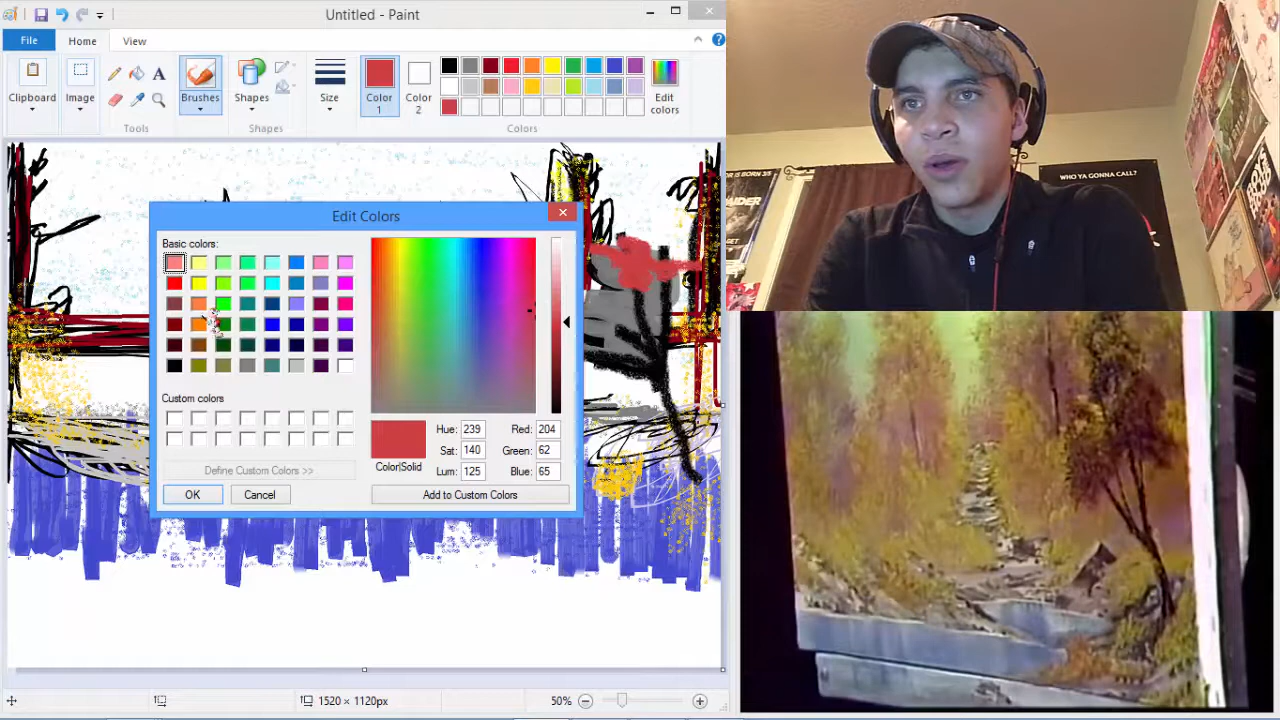 Untitled - Paint
File
Home
View
Clipboard
Image
A
Brushes
Shapes
Size
Color
1
Color
2
Edit
colors
Tools
Shapes
Colors
Edit Colors
Basic colors:
Custom colors
Define Custom Colors >>
OK
Cancel
Color|Solid
Hue: 239
Sat: 140
Lum: 125
Red: 204
Green: 62
Blue: 65
Add to Custom Colors
1520 × 1120px
50%
WHO YA GONNA CALL?